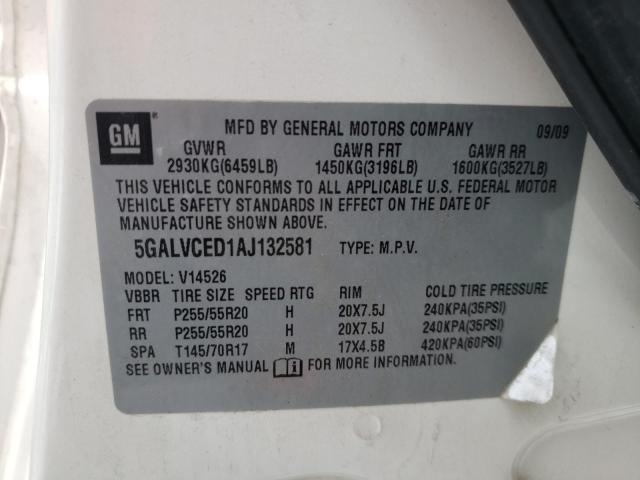 GM®
MFD BY GENERAL MOTORS COMPANY 09/09
GVWR GAWR FRT GAWR RR
2930KG(6459LB) 1450KG(3196LB) 1600KG(3527LB)
THIS VEHICLE CONFORMS TO ALL APPLICABLE U.S. FEDERAL MOTOR
VEHICLE SAFETY STANDARDS IN EFFECT ON THE DATE OF
MANUFACTURE SHOWN ABOVE.
5GALVCED1AJ132581 TYPE: M.P.V.
MODEL: V14526
VBBR TIRE SIZE SPEED RTG RIM COLD TIRE PRESSURE
FRT P255/55R20 H 20X7.5J 240KPA(35PSI)
RR P255/55R20 H 20X7.5J 240KPA(35PSI)
SPA T145/70R17 M 17X4.5B 420KPA(60PSI)
SEE OWNER'S MANUAL FOR MORE INFORMATION.